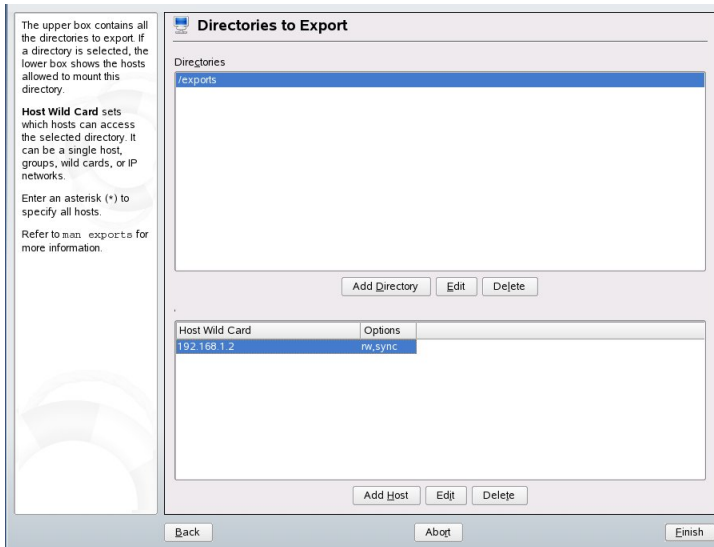 The upper box contains all
the directories to export. If
a directory is selected, the
lower box shows the hosts
allowed to mount this
directory.
Host Wild Card sets
which hosts can access
the selected directory. It
can be a single host,
groups, wild cards, or IP
networks.
Enter an asterisk (*) to
specify all hosts.
Refer to man exports for
more information.
Directories to Export
Directories
/exports
Add Directory Edit Delete
Host Wild Card Options
192.168.1.2 rw,sync
Add Host Edit Delete
Back Abort Finish